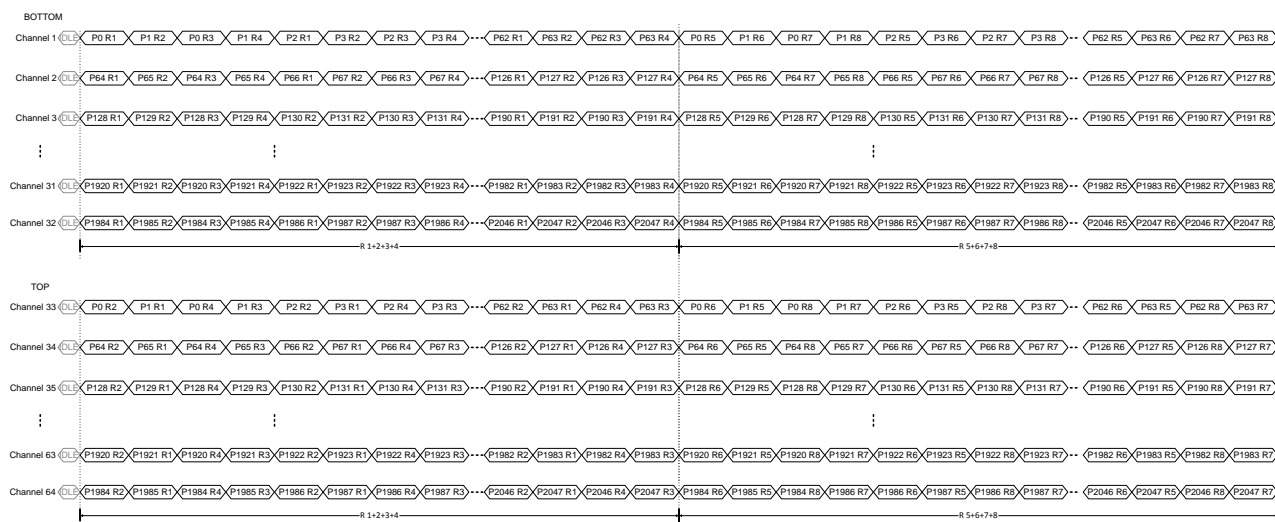 BOTTOM
Channel 1 IDLE P0 R1 P1 R2 P0 R3 P1 R4 P2 R1 P3 R2 P2 R3 P3 R4 P62 R1 P63 R2 P62 R3 P63 R4 P0 R5 P1 R6 P0 R7 P1 R8 P2 R5 P3 R6 P2 R7 P3 R8 P62 R5 P63 R6 P62 R7 P63 R8
Channel 2 IDLE P64 R1 P65 R2 P64 R3 P65 R4 P66 R1 P67 R2 P66 R3 P67 R4 P126 R1 P127 R2 P126 R3 P127 R4 P64 R5 P65 R6 P64 R7 P65 R8 P66 R5 P67 R6 P66 R7 P67 R8 P126 R5 P127 R6 P126 R7 P127 R8
Channel 3 IDLE P128 R1 P129 R2 P128 R3 P129 R4 P130 R2 P131 R2 P130 R3 P131 R4 P190 R1 P191 R2 P190 R3 P191 R4 P128 R5 P129 R6 P128 R7 P129 R8 P130 R5 P131 R6 P130 R7 P131 R8 P190 R5 P191 R6 P190 R7 P191 R8
Channel 31 IDLE P1920 R1 P1921 R2 P1920 R3 P1921 R4 P1922 R1 P1923 R2 P1922 R3 P1923 R4 P1982 R1 P1983 R2 P1982 R3 P1983 R4 P1920 R5 P1921 R6 P1920 R7 P1921 R8 P1922 R5 P1923 R6 P1922 R7 P1923 R8 P1982 R5 P1983 R6 P1982 R7 P1983 R8
Channel 32 IDLE P1984 R1 P1985 R2 P1984 R3 P1985 R4 P1986 R1 P1987 R2 P1987 R3 P1986 R4 P2046 R1 P2047 R2 P2046 R3 P2047 R4 P1984 R5 P1985 R6 P1984 R7 P1985 R8 P1986 R5 P1987 R6 P1987 R7 P1986 R8 P2046 R5 P2047 R6 P2046 R7 P2047 R8
R 1+2+3+4 R 5+6+7+8
TOP
Channel 33 IDLE P0 R2 P1 R1 P0 R4 P1 R3 P2 R2 P3 R1 P2 R4 P3 R3 P62 R2 P63 R1 P62 R4 P63 R3 P0 R6 P1 R5 P0 R8 P1 R7 P2 R6 P3 R5 P2 R8 P3 R7 P62 R6 P63 R5 P62 R8 P63 R7
Channel 34 IDLE P64 R2 P65 R1 P64 R4 P65 R3 P66 R2 P67 R1 P66 R4 P67 R3 P126 R2 P127 R1 P126 R4 P127 R3 P64 R6 P65 R5 P64 R8 P65 R7 P66 R6 P67 R5 P66 R8 P67 R7 P126 R6 P127 R5 P126 R8 P127 R7
Channel 35 IDLE P128 R2 P129 R1 P128 R4 P129 R3 P130 R2 P131 R1 P130 R4 P131 R3 P190 R2 P191 R1 P190 R4 P191 R3 P128 R6 P129 R5 P128 R8 P129 R7 P130 R6 P131 R5 P130 R8 P131 R7 P190 R6 P191 R5 P190 R8 P191 R7
Channel 63 IDLE P1920 R2 P1921 R1 P1920 R4 P1921 R3 P1922 R2 P1923 R1 P1922 R4 P1923 R3 P1982 R2 P1983 R1 P1982 R4 P1983 R3 P1920 R6 P1921 R5 P1920 R8 P1921 R7 P1922 R6 P1923 R5 P1922 R8 P1923 R7 P1982 R6 P1983 R5 P1982 R8 P1983 R7
Channel 64 IDLE P1984 R2 P1985 R1 P1984 R4 P1985 R3 P1986 R2 P1987 R1 P1986 R4 P1987 R3 P2046 R2 P2047 R1 P2046 R4 P2047 R3 P1984 R6 P1985 R5 P1984 R8 P1986 R7 P1986 R6 P1987 R5 P1986 R8 P1987 R7 P2046 R6 P2047 R5 P2046 R8 P2047 R7
R 1+2+3+4 R 5+6+7+8